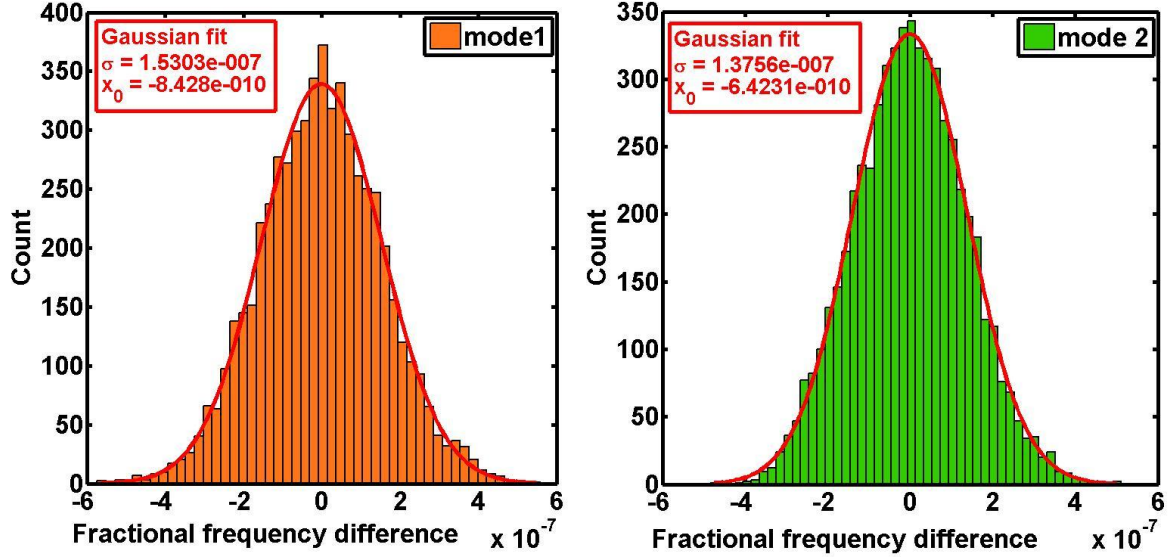 Gaussian fit
σ = 1.5303e-007
x0 = -8.428e-010
mode1
400
350
300
250
200
150
100
50
0
Count
-6 -4 -2 0 2 4 6
Fractional frequency difference x 10-7
Gaussian fit
σ = 1.3756e-007
x0 = -6.4231e-010
mode 2
350
300
250
200
150
100
50
0
Count
-6 -4 -2 0 2 4 6
Fractional frequency difference x 10-7